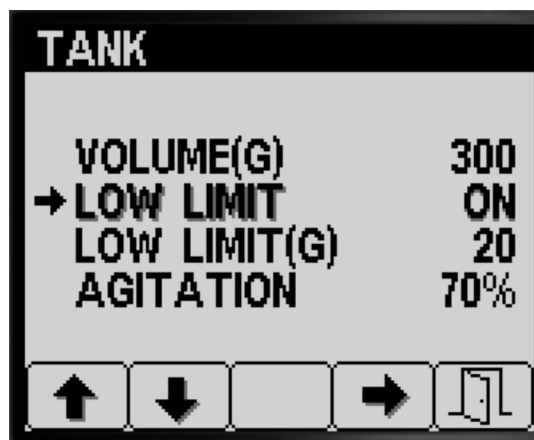 TANK
VOLUME(G) 300
LOW LIMIT ON
LOW LIMIT(G) 20
AGITATION 70%